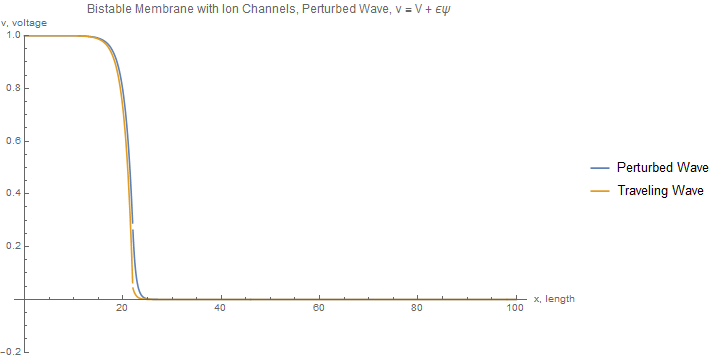 Bistable Membrane with Ion Channels, Perturbed Wave, v = V + ϵψ
v, voltage
1.0
0.8
0.6
0.4
0.2
-0.2
20
40
60
80
100
x, length
Perturbed Wave
Traveling Wave